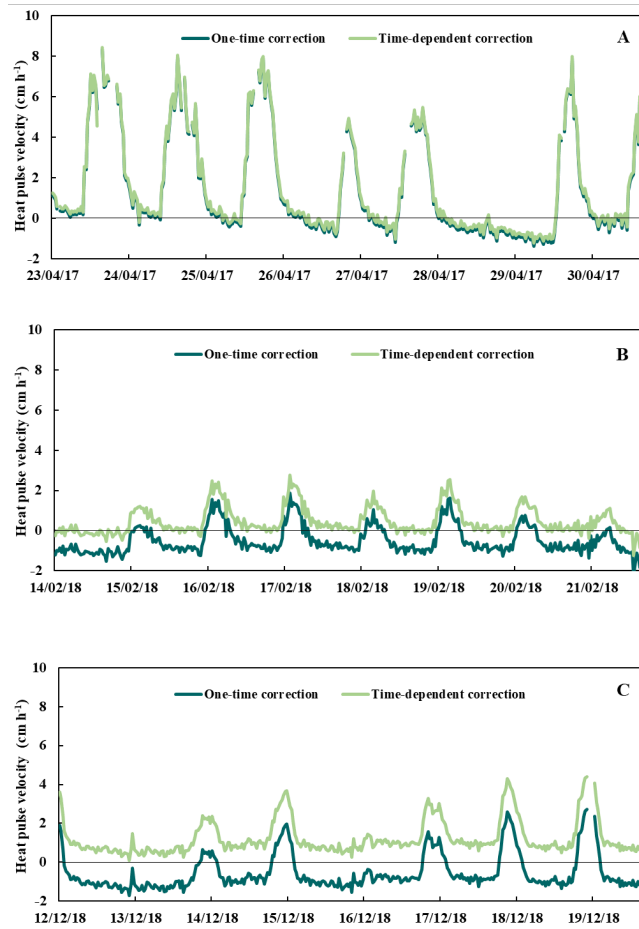 One-time correction Time-dependent correction A
Heat pulse velocity (cm h⁻¹)
10
8
6
4
2
0
-2
23/04/17 24/04/17 25/04/17 26/04/17 27/04/17 28/04/17 29/04/17 30/04/17
One-time correction Time-dependent correction B
Heat pulse velocity (cm h⁻¹)
10
8
6
4
2
0
-2
14/02/18 15/02/18 16/02/18 17/02/18 18/02/18 19/02/18 20/02/18 21/02/18
One-time correction Time-dependent correction C
Heat pulse velocity (cm h⁻¹)
10
8
6
4
2
0
-2
12/12/18 13/12/18 14/12/18 15/12/18 16/12/18 17/12/18 18/12/18 19/12/18